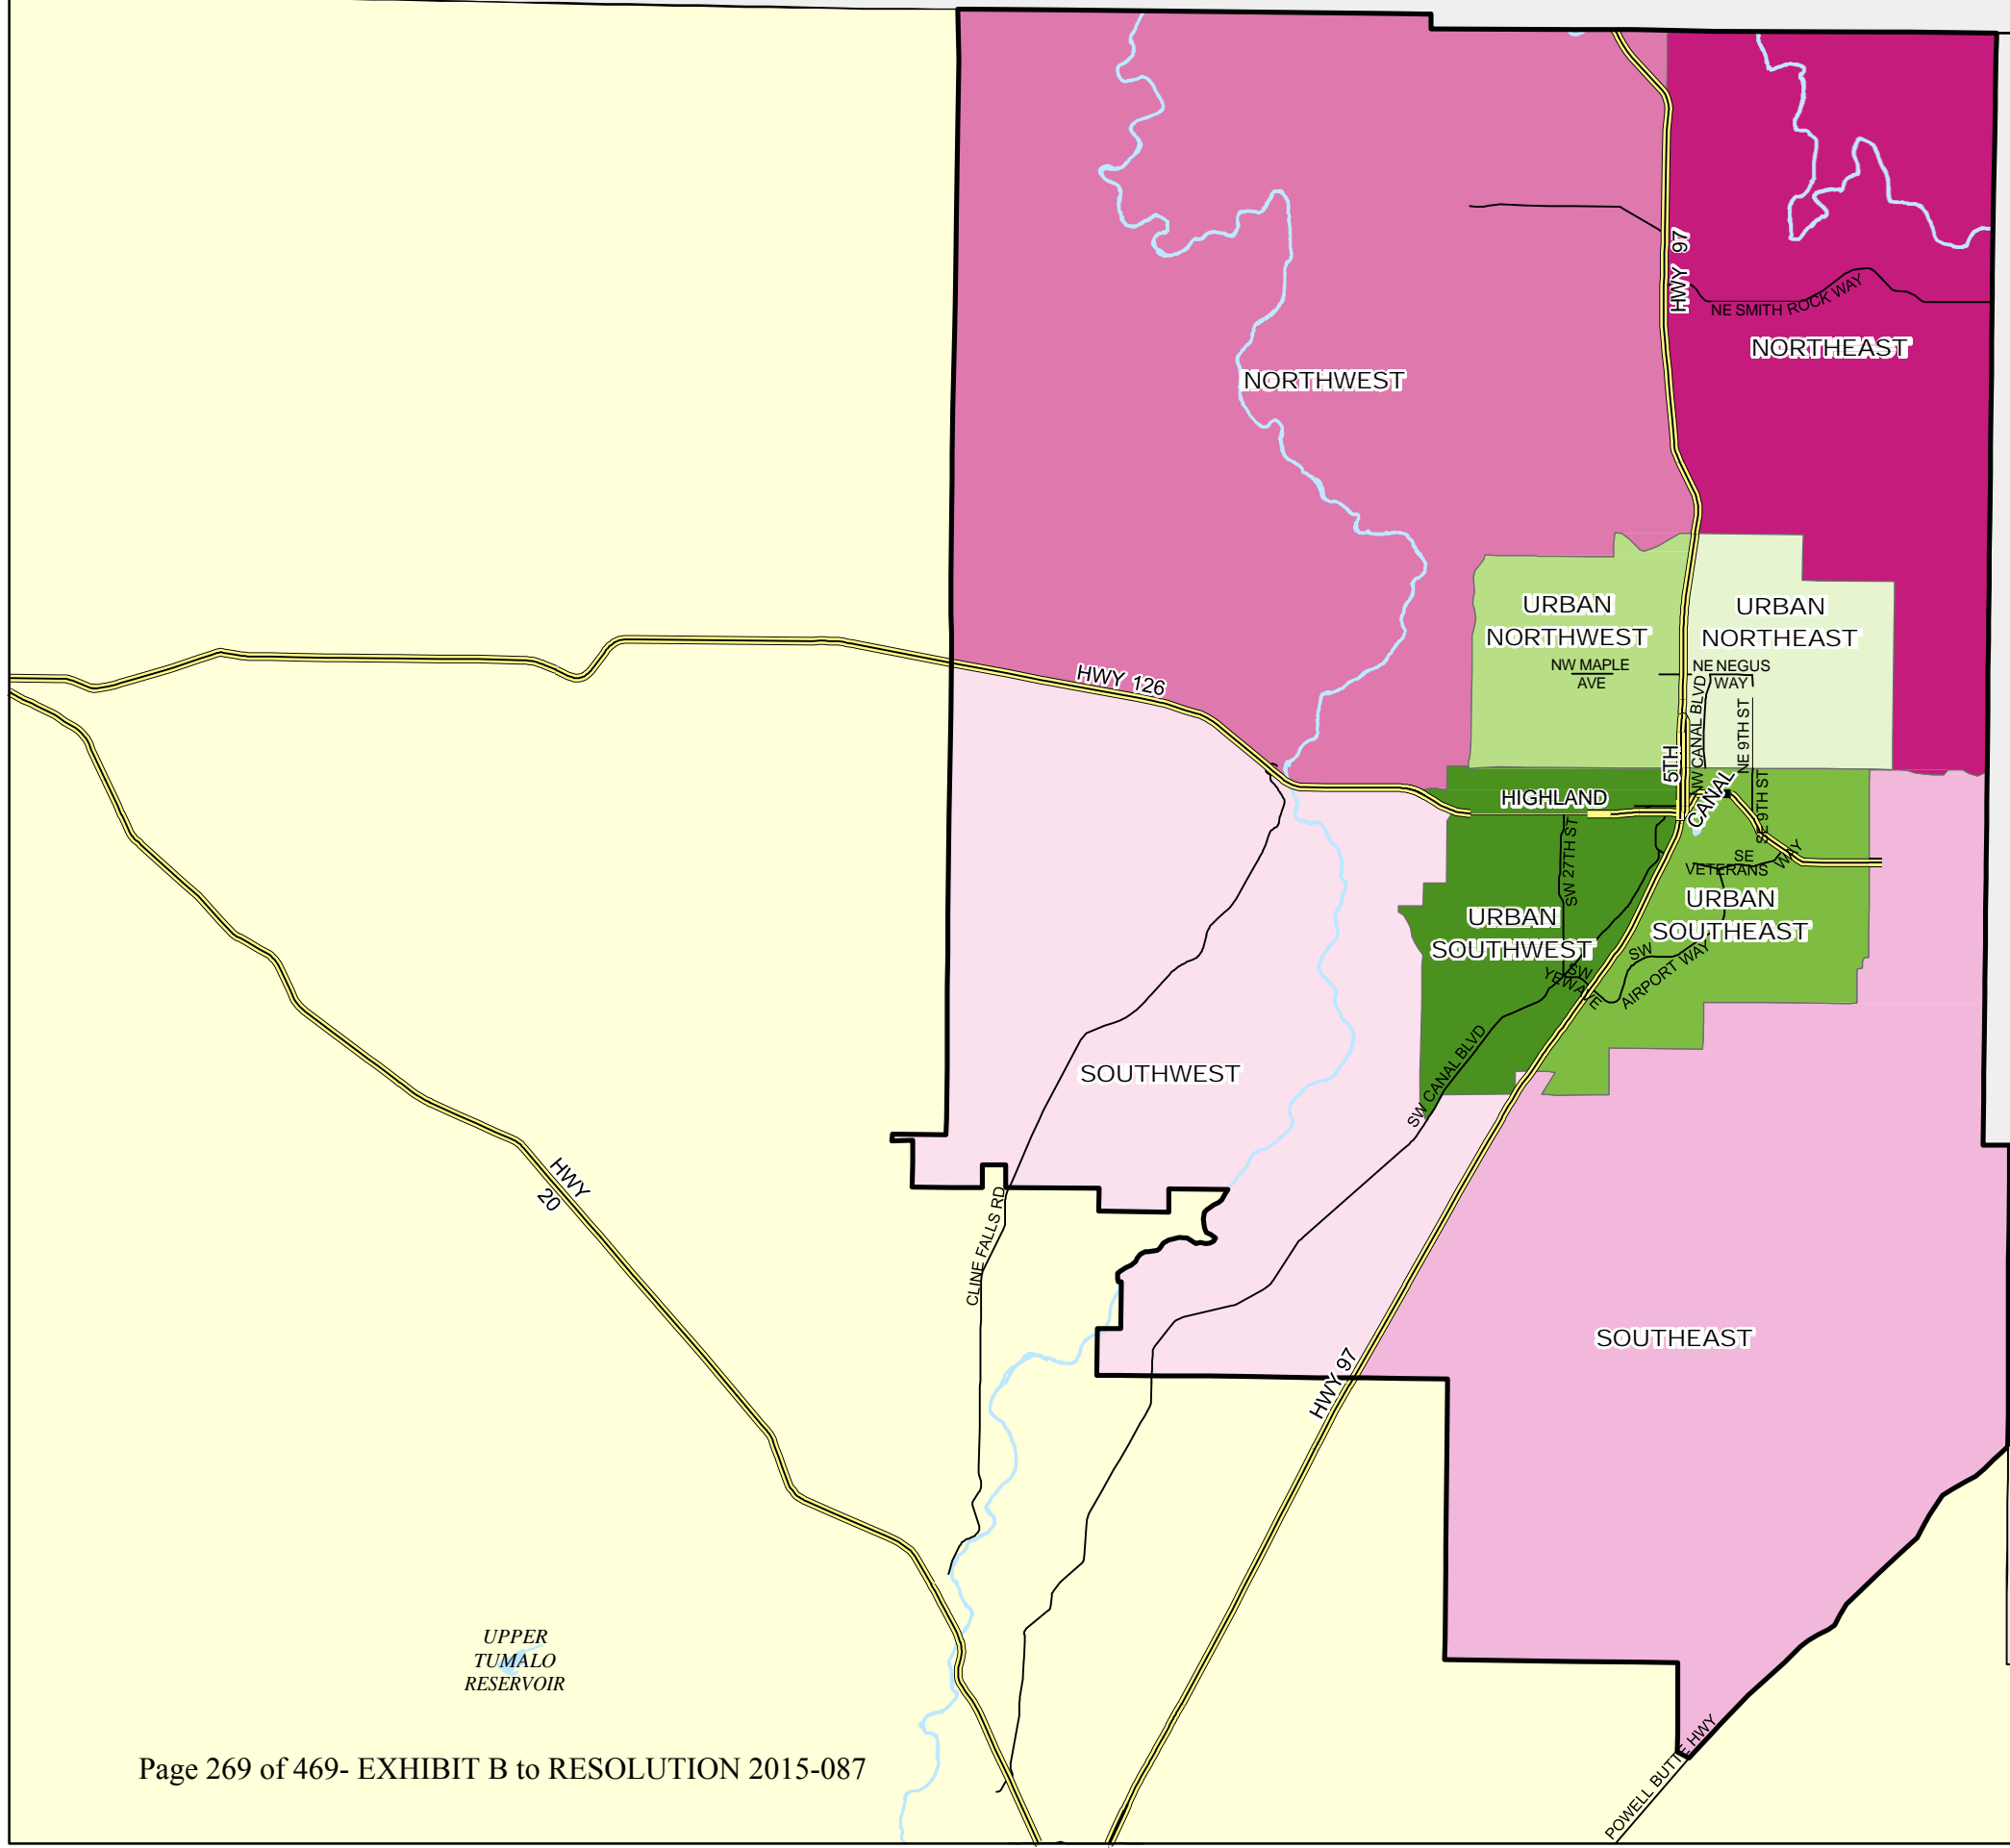 HWY 97
NE SMITH ROCK WAY
NORTHEAST
NORTHWEST
URBAN
NORTHWEST
URBAN
NORTHEAST
NW MAPLE
AVE
NE NEGUS
WAY
HWY 126
NW CANAL BLVD
NE 9TH ST
5TH
HIGHLAND
CANAL
SE 9TH ST
SW 27TH ST
SE
VETERANS WAY
URBAN
SOUTHEAST
URBAN
SOUTHWEST
SW
YEW AVE
SW
AIRPORT WAY
SOUTHWEST
SW CANAL BLVD
HWY
20
CLINE FALLS RD
SOUTHEAST
HWY 97
UPPER
TUMALO
RESERVOIR
POWELL BUTTE HWY
Page 269 of 469- EXHIBIT B to RESOLUTION 2015-087